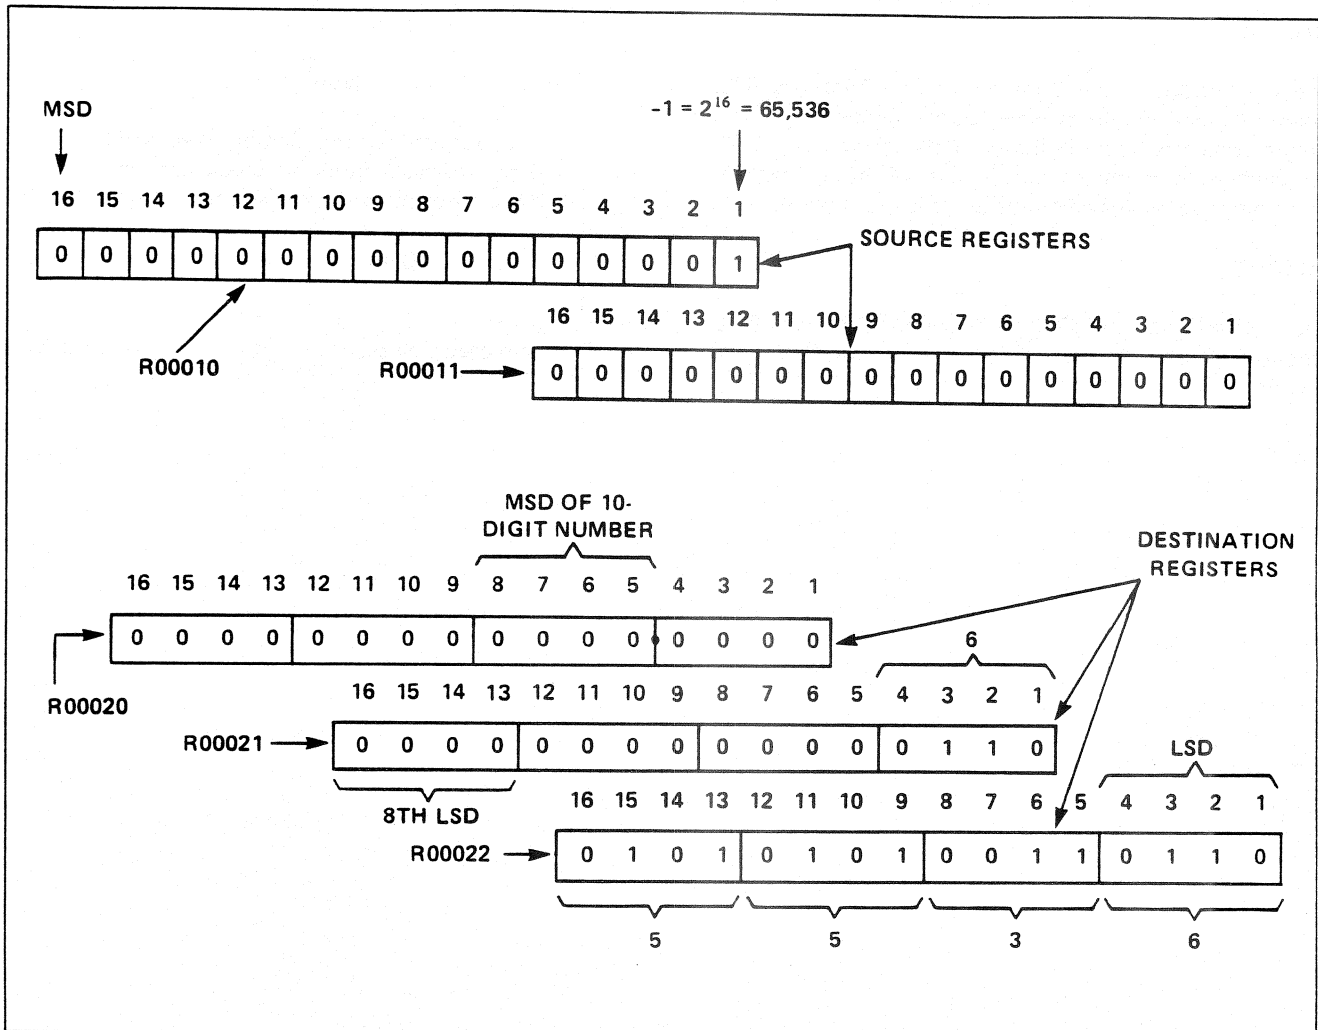 MSD
-1 = 2¹⁶ = 65,536
16 15 14 13 12 11 10 9 8 7 6 5 4 3 2 1
0 0 0 0 0 0 0 0 0 0 0 0 0 0 0 1
SOURCE REGISTERS
R00010
16 15 14 13 12 11 10 9 8 7 6 5 4 3 2 1
R00011
0 0 0 0 0 0 0 0 0 0 0 0 0 0 0 0
MSD OF 10-
DIGIT NUMBER
DESTINATION
REGISTERS
16 15 14 13 12 11 10 9 8 7 6 5 4 3 2 1
0 0 0 0 0 0 0 0 0 0 0 0 0 0 0 0
R00020
6
16 15 14 13 12 11 10 9 8 7 6 5 4 3 2 1
R00021
0 0 0 0 0 0 0 0 0 0 0 0 0 1 1 0
8TH LSD
LSD
16 15 14 13 12 11 10 9 8 7 6 5 4 3 2 1
R00022
0 1 0 1 0 1 0 1 0 0 1 1 0 1 1 0
5 5 3 6